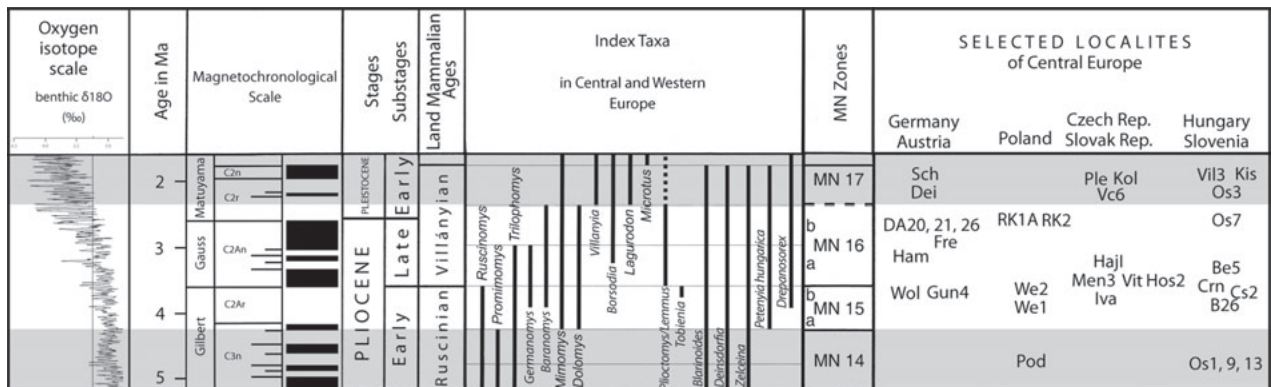 Oxygen
isotope
scale
benthic δ18O
(‰)
Age in Ma
Magnetochronological
Scale
Stages
Substages
Land Mammalian
Ages
Index Taxa
in Central and Western
Europe
MN Zones
SELECTED LOCALITES
of Central Europe
Germany
Austria
Poland
Czech Rep.
Slovak Rep.
Hungary
Slovenia
2
3
4
5
Matuyama
Gauss
Gilbert
C2n
C2r
C2An
C2Ar
C3n
PLEISTOCENE
PLIOCENE
Early
Late
Early
Villányian
Ruscinian
Ruscinomys
Promimomys
Trilophomys
Germanomys
Baranomys
Mimomys
Dolomys
Villanyia
Borsodia
Lagurodon
Microtus
Plioctomys/Lemmus
Tobienia
Blarinoides
Deinsdorfia
Zelceina
Petenyia hungarica
Drepanosorex
MN 17
b
MN 16
a
b
MN 15
a
MN 14
Sch
Dei
Ple Kol
Vc6
Vil3 Kis
Os3
DA20, 21, 26
Fre
Ham
RK1A RK2
Os7
HajI
Men3 Vit Hos2
Iva
Be5
Crn Cs2
B26
Wol Gun4
We2
We1
Pod
Os1, 9, 13